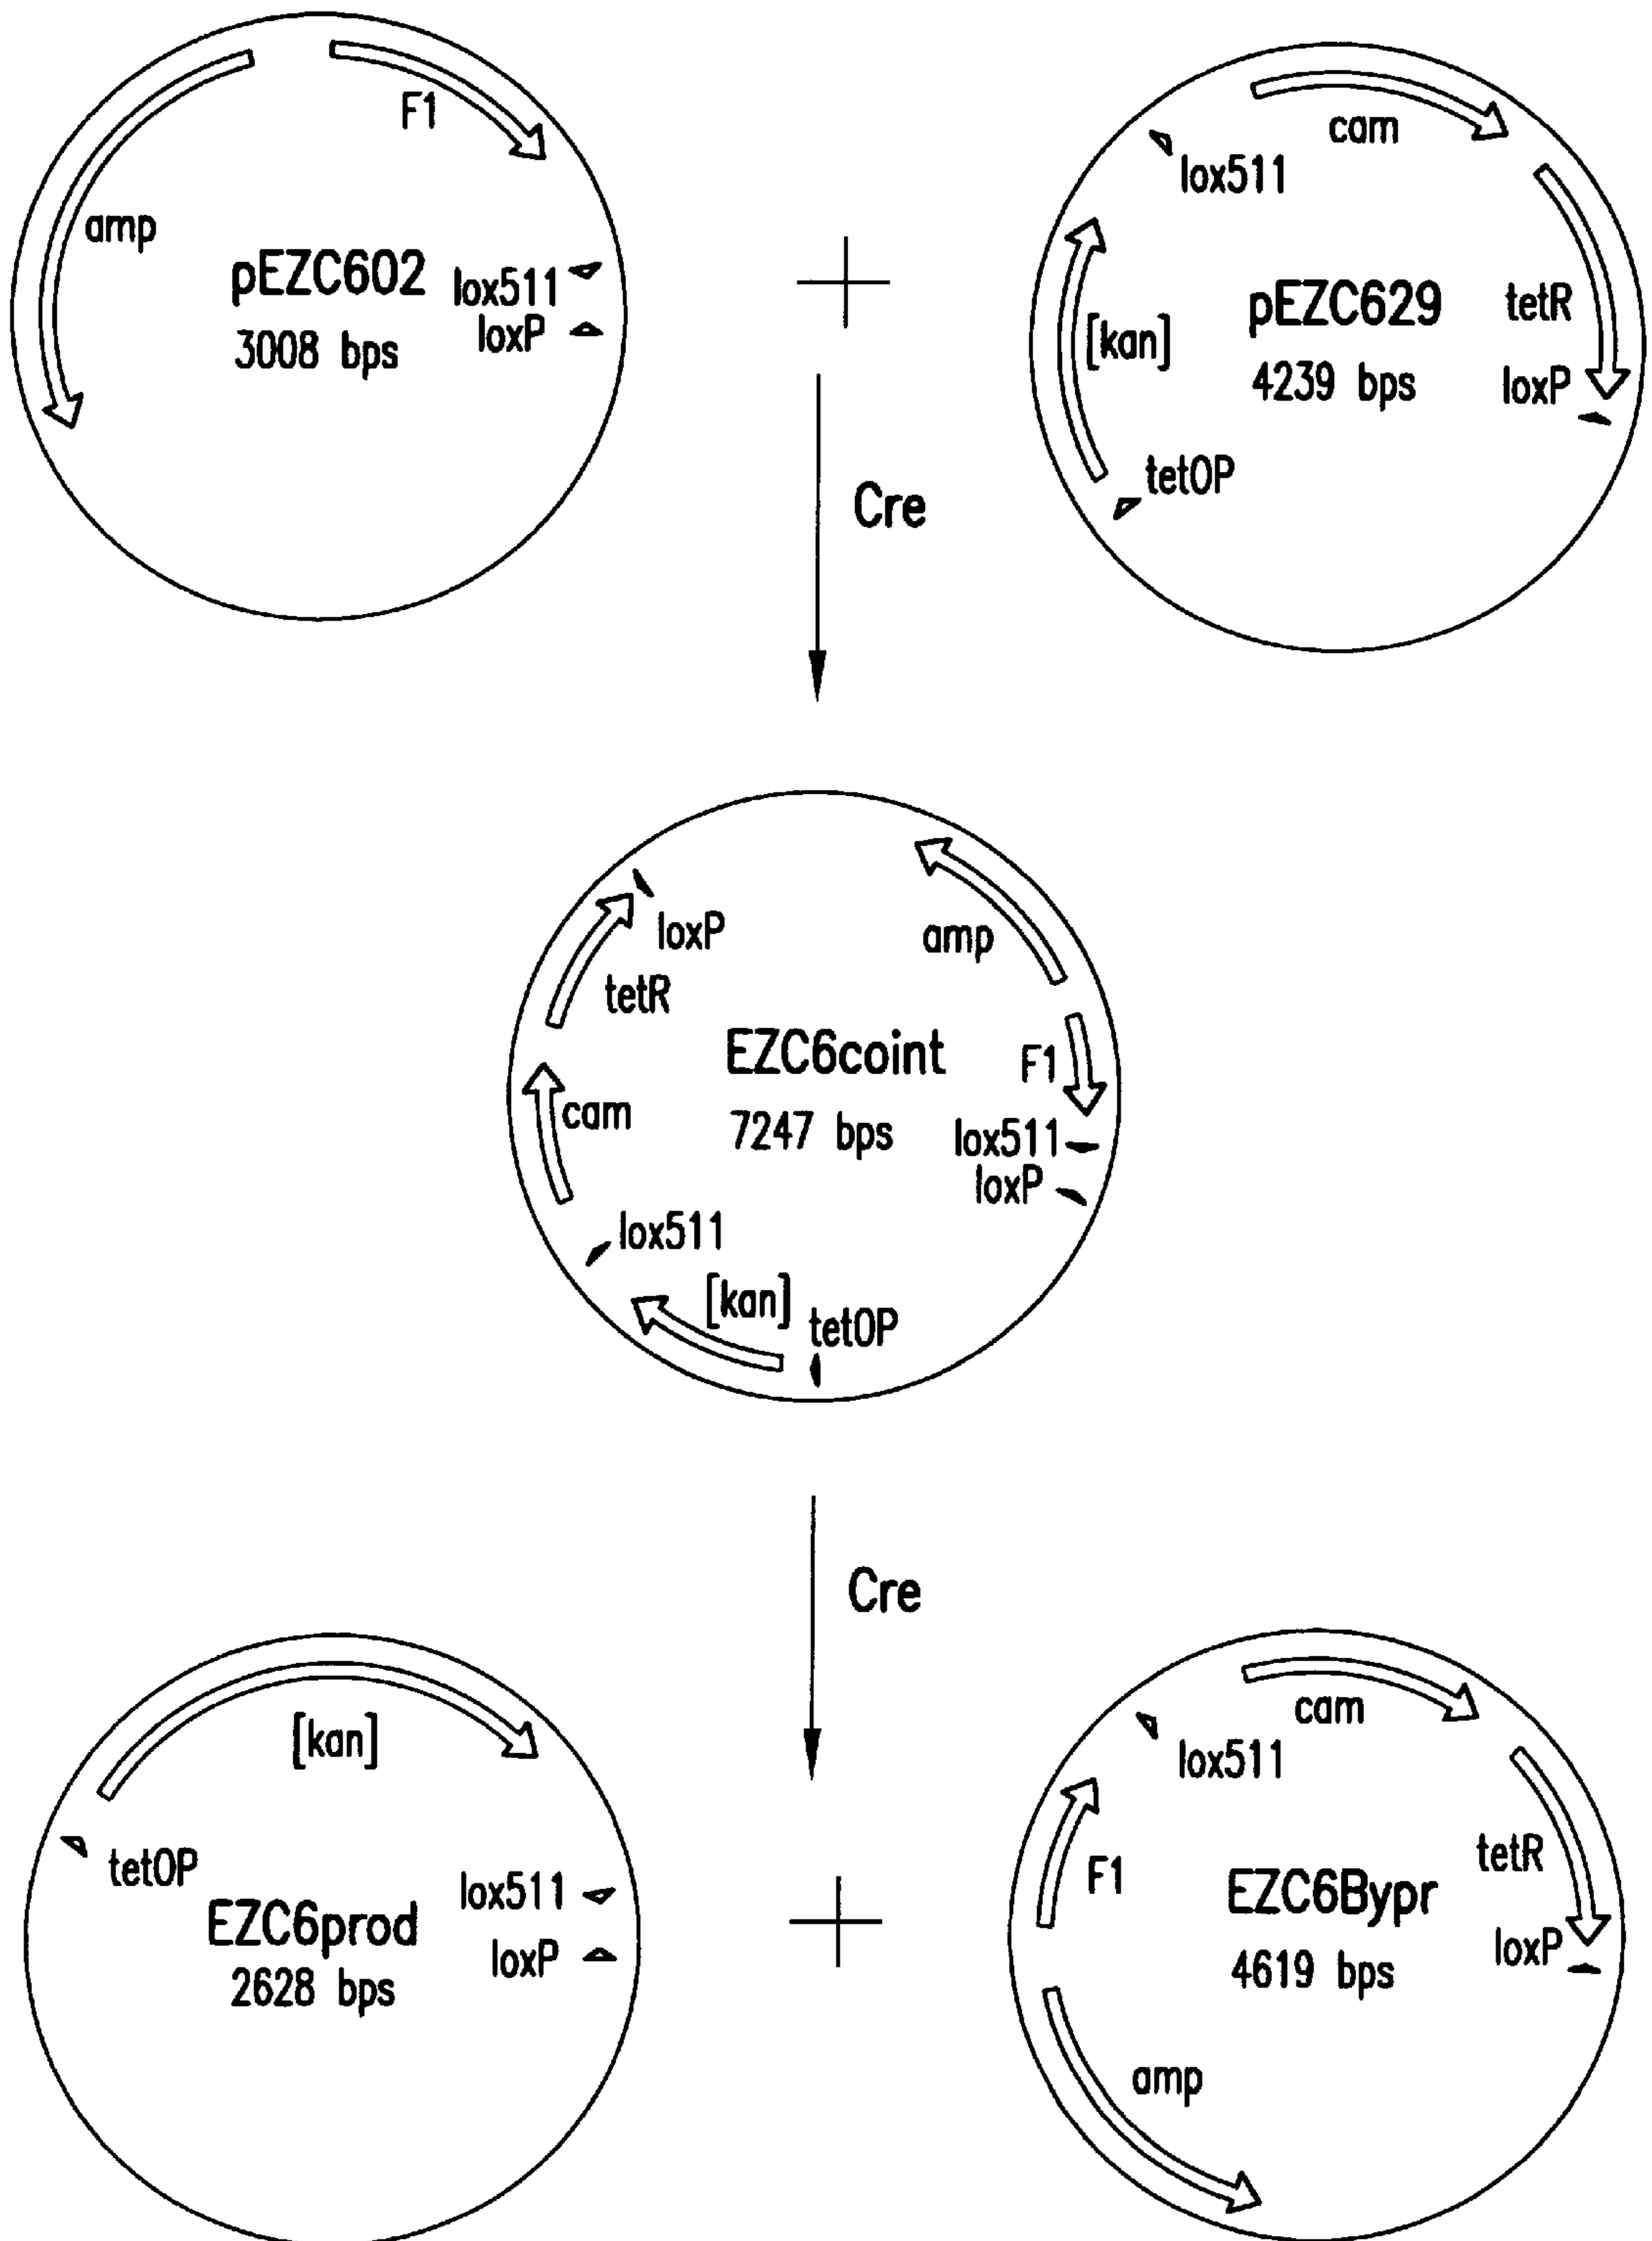 F1
amp
pEZC602
3008 bps
lox511
loxP
cam
lox511
[kan]
pEZC629
4239 bps
tetR
loxP
tetOP
Cre
loxP
tetR
amp
EZC6coint
7247 bps
F1
cam
lox511
loxP
lox511
[kan]
tetOP
Cre
[kan]
tetOP
EZC6prod
2628 bps
lox511
loxP
cam
lox511
F1
EZC6Bypr
4619 bps
tetR
loxP
amp